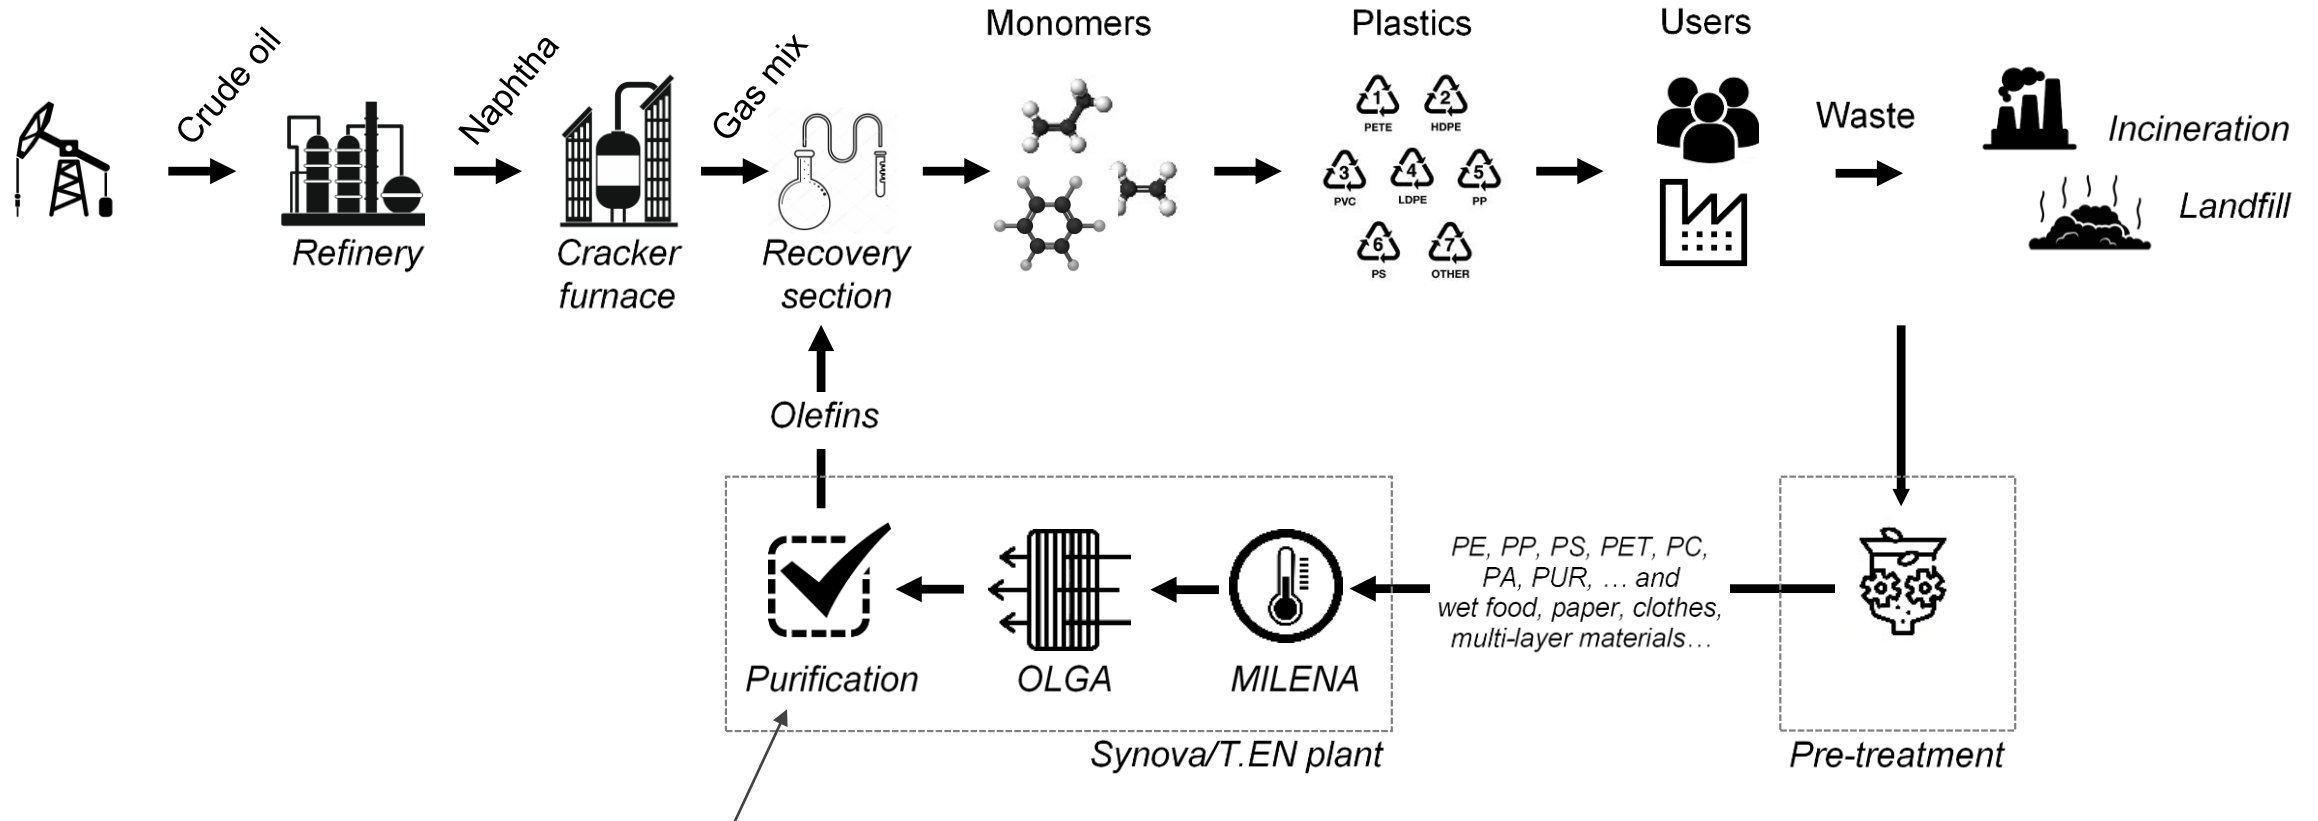 Monomers
Plastics
Users
Crude oil
Naphtha
Gas mix
Waste
Incineration
Landfill
1
PETE
2
HDPE
3
PVC
4
LDPE
5
PP
6
PS
7
OTHER
Refinery
Cracker
furnace
Recovery
section
Olefins
PE, PP, PS, PET, PC,
PA, PUR, … and
wet food, paper, clothes,
multi-layer materials…
Purification
OLGA
MILENA
Synova/T.EN plant
Pre-treatment